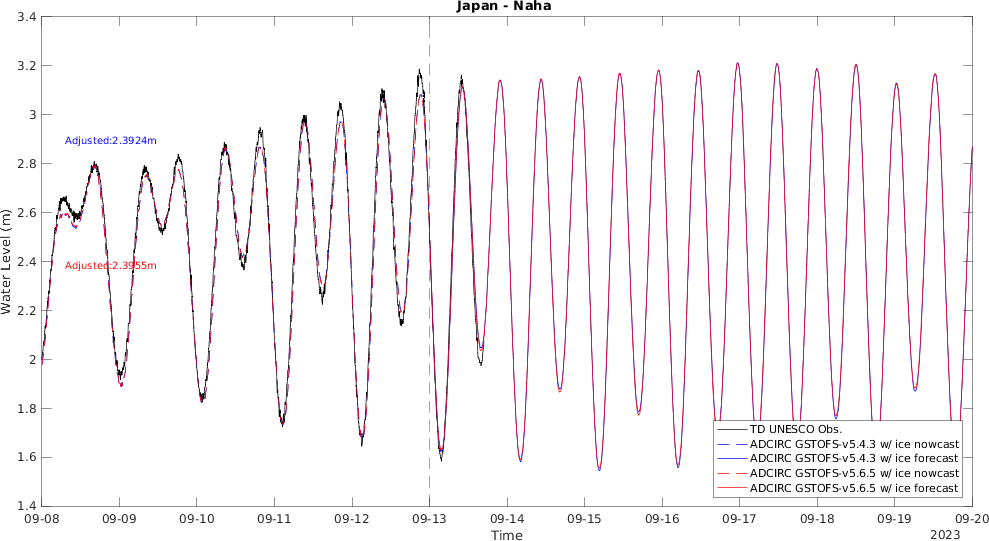 Japan - Naha
3.4
3.2
3
2.8
2.6
2.4
2.2
2
1.8
1.6
1.4
Water Level (m)
Adjusted:2.3924m
Adjusted:2.3955m
TD UNESCO Obs.
ADCIRC GSTOFS-v5.4.3 w/ ice nowcast
ADCIRC GSTOFS-v5.4.3 w/ ice forecast
ADCIRC GSTOFS-v5.6.5 w/ ice nowcast
ADCIRC GSTOFS-v5.6.5 w/ ice forecast
09-08 09-09 09-10 09-11 09-12 09-13 09-14 09-15 09-16 09-17 09-18 09-19 09-20
Time
2023